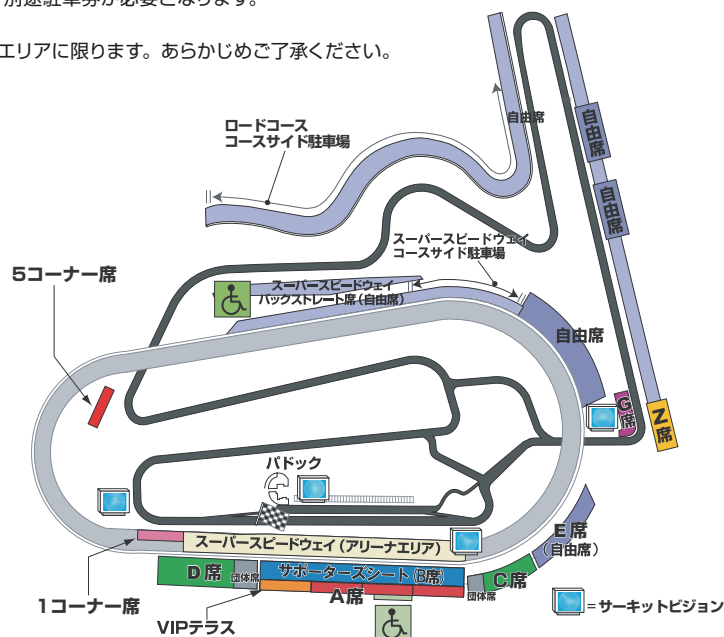 別途駐車券が必要となります。
エリアに限ります。あらかじめご了承ください。
自由席
自由席
ロードコース
コースサイド駐車場
自由席
スーパースピードウェイ
コースサイド駐車場
5コーナー席
スーパースピードウェイ
バックストレート席(自由席)
自由席
G席
Z席
パドック
E席
(自由席)
スーパースピードウェイ(アリーナエリア)
D席
団体席
サポーターズシート(B席)
団体席
C席
A席
1コーナー席
VIPテラス
=サーキットビジョン